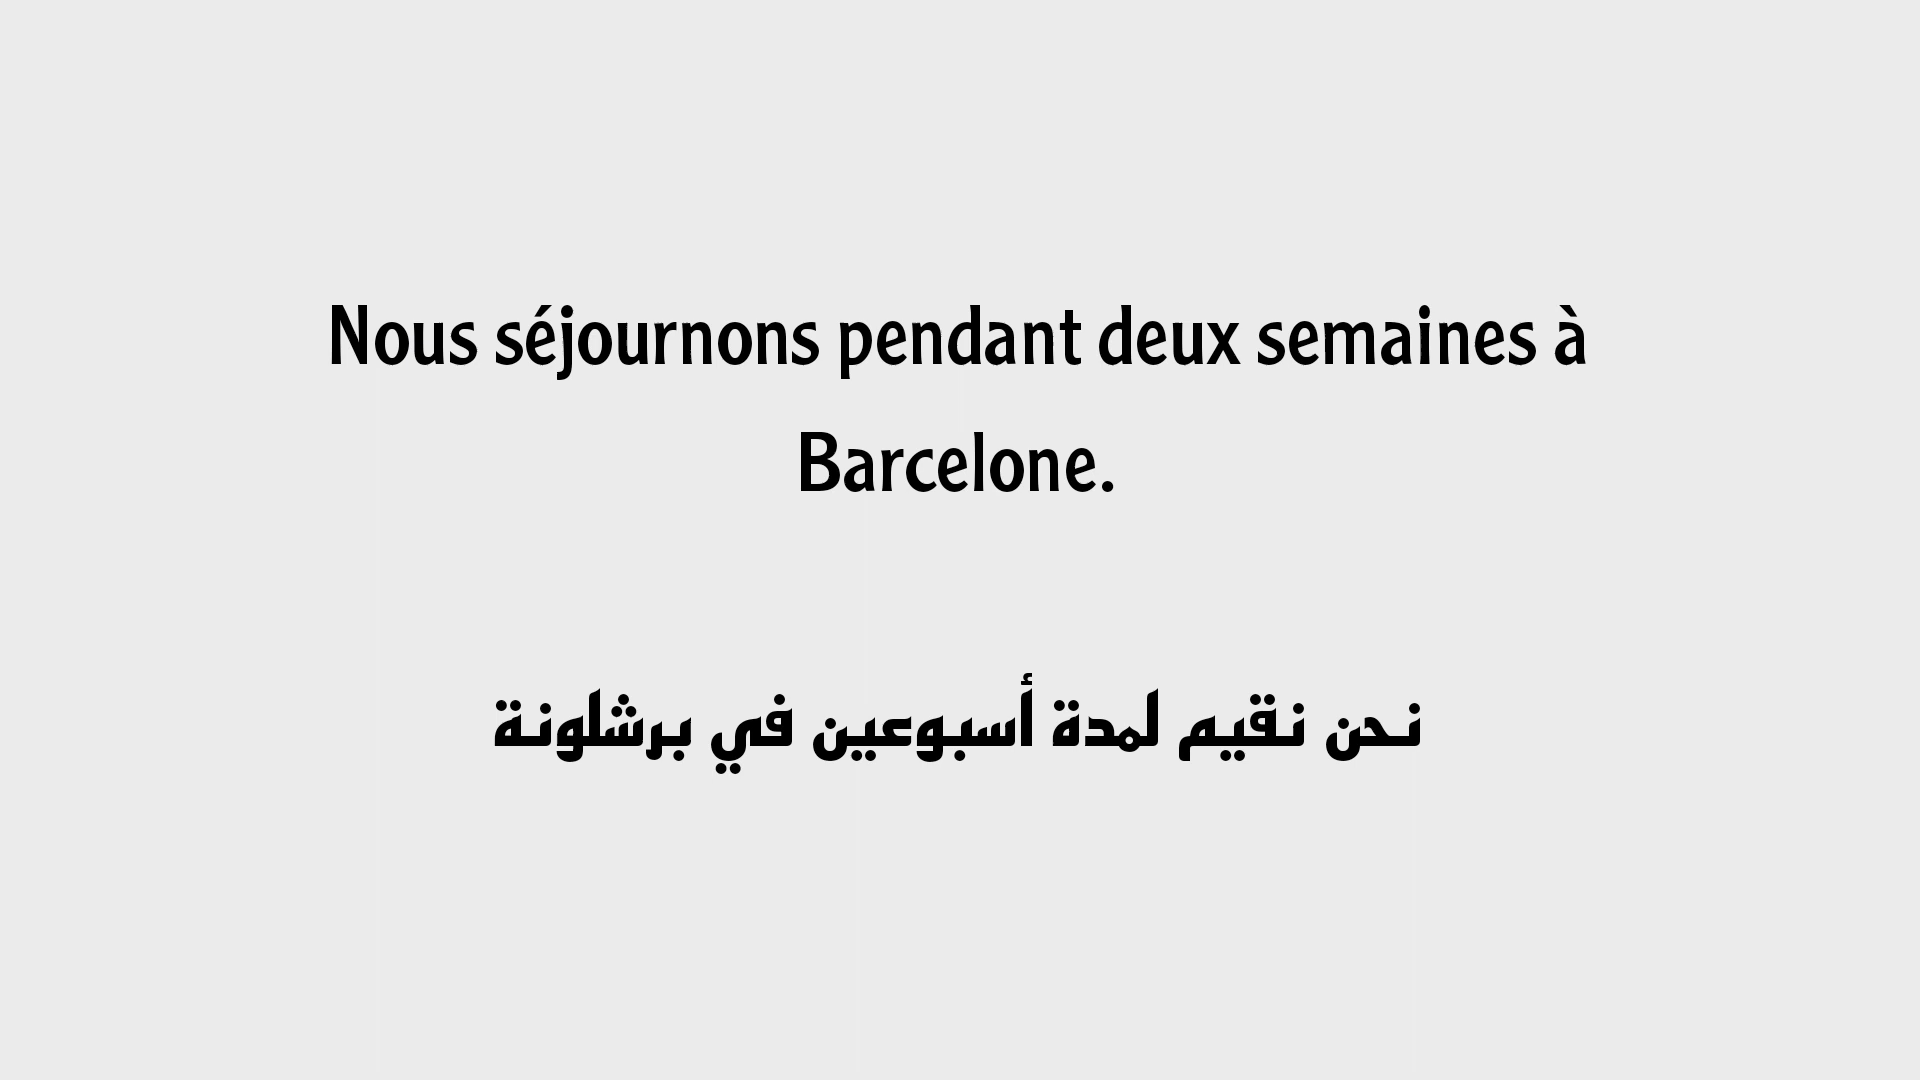 Nous séjournons pendant deux semaines à
Barcelone.
نحن نقيم لمدة أسبوعين في برشلونة